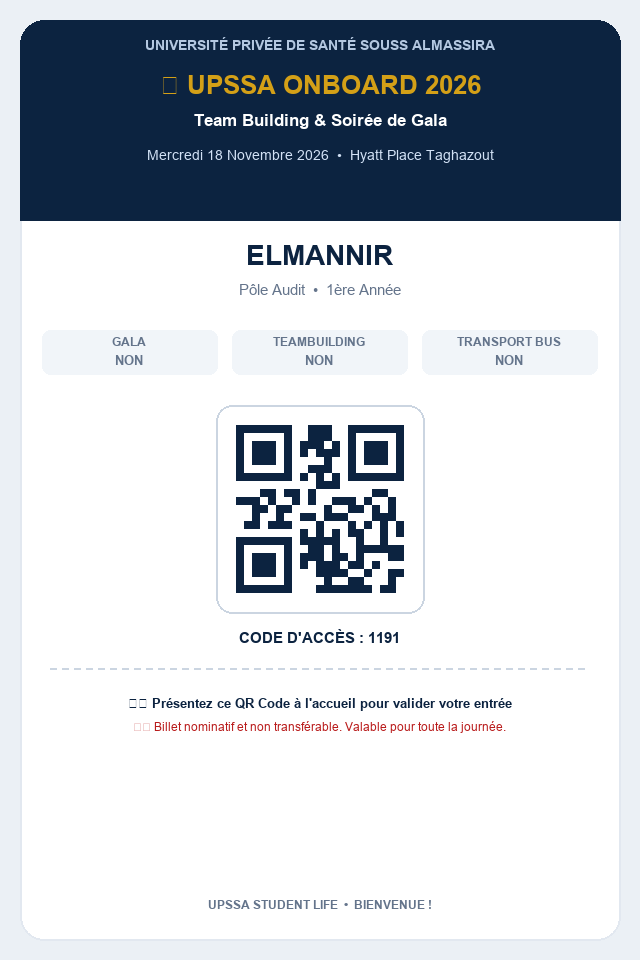 UNIVERSITÉ PRIVÉE DE SANTÉ SOUSS ALMASSIRA
UPSSA ONBOARD 2026
Team Building & Soirée de Gala
Mercredi 18 Novembre 2026 • Hyatt Place Taghazout
ELMANNIR
Pôle Audit • 1ère Année
GALA
NON
TEAMBUILDING
NON
TRANSPORT BUS
NON
CODE D'ACCÈS : 1191
Présentez ce QR Code à l'accueil pour valider votre entrée
Billet nominatif et non transférable. Valable pour toute la journée.
UPSSA STUDENT LIFE • BIENVENUE !